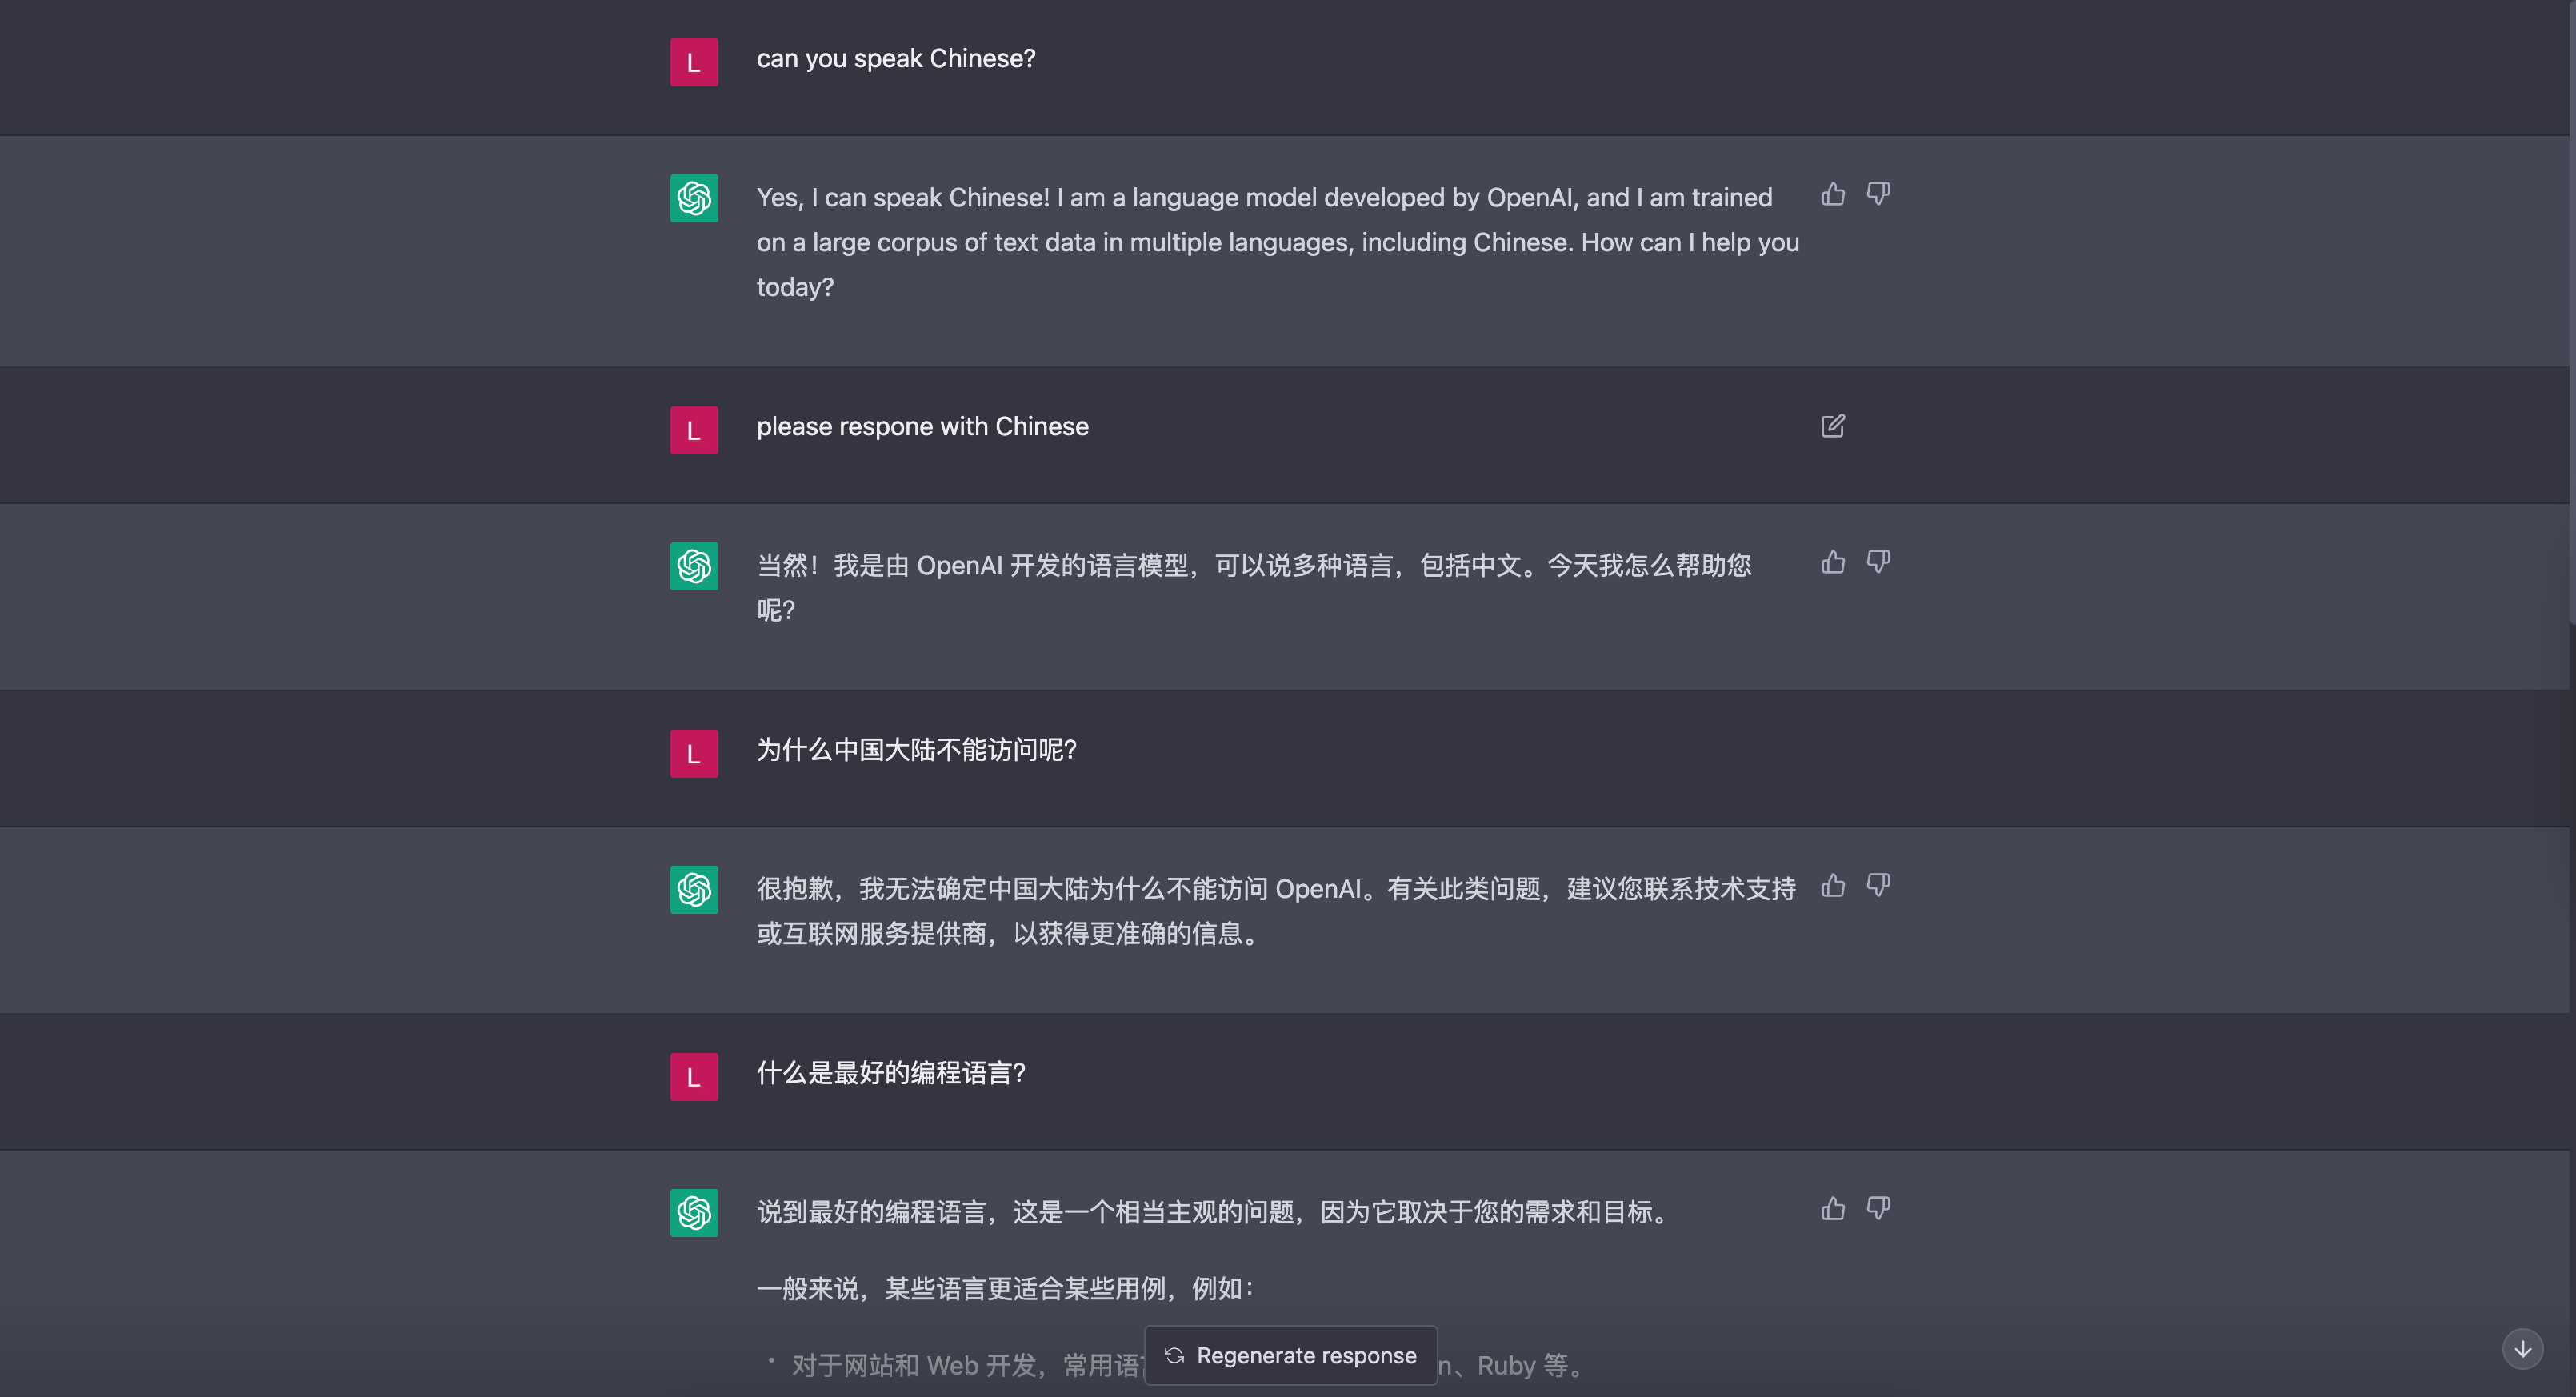 L
can you speak Chinese?
Yes, I can speak Chinese! I am a language model developed by OpenAI, and I am trained
on a large corpus of text data in multiple languages, including Chinese. How can I help you
today?
L
please respone with Chinese
当然！我是由 OpenAI 开发的语言模型，可以说多种语言，包括中文。今天我怎么帮助您
呢？
L
为什么中国大陆不能访问呢？
很抱歉，我无法确定中国大陆为什么不能访问 OpenAI。有关此类问题，建议您联系技术支持
或互联网服务提供商，以获得更准确的信息。
L
什么是最好的编程语言？
说到最好的编程语言，这是一个相当主观的问题，因为它取决于您的需求和目标。
一般来说，某些语言更适合某些用例，例如：
• 对于网站和 Web 开发，常用语 n、Ruby 等。
Regenerate response